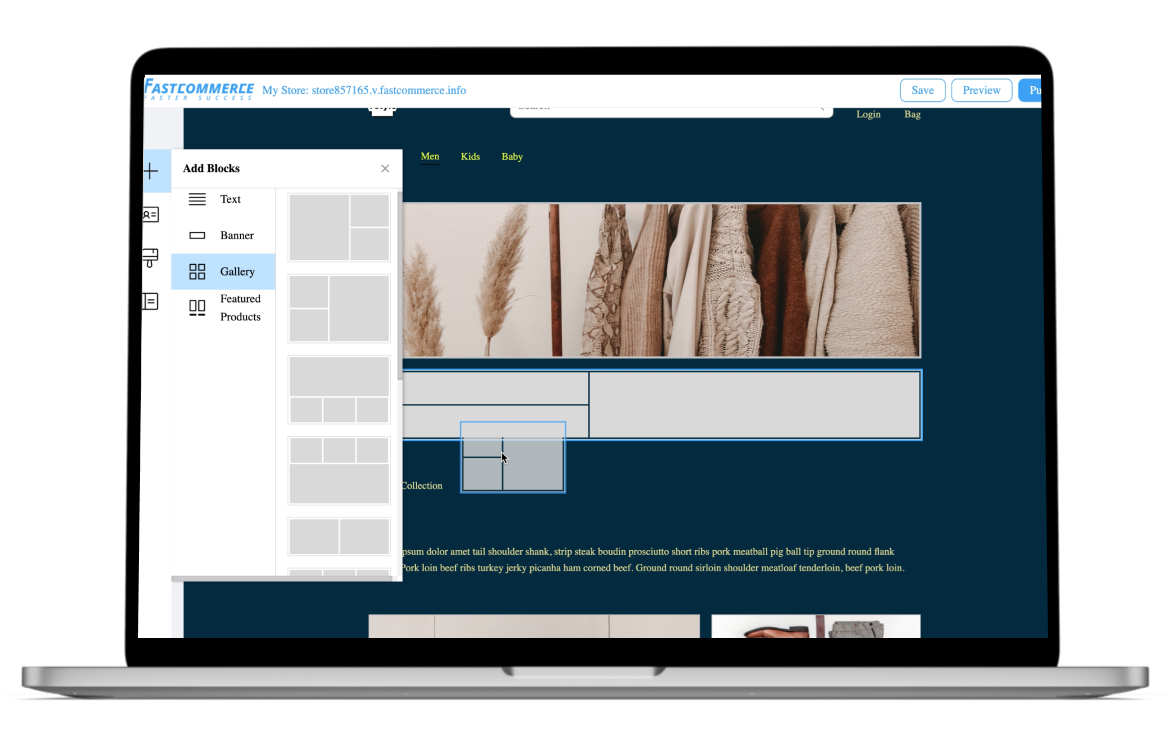 FASTCOMMERCE
FASTER SUCCESS
My Store: store857165.v.fastcommerce.info
Save
Preview
Pu
Login
Bag
Men
Kids
Baby
Add Blocks
Text
Banner
Gallery
Featured
Products
Collection
psum dolor amet tail shoulder shank, strip steak boudin prosciutto short ribs pork meatball pig ball tip ground round flank
Pork loin beef ribs turkey jerky picanha ham corned beef. Ground round sirloin shoulder meatloaf tenderloin, beef pork loin.